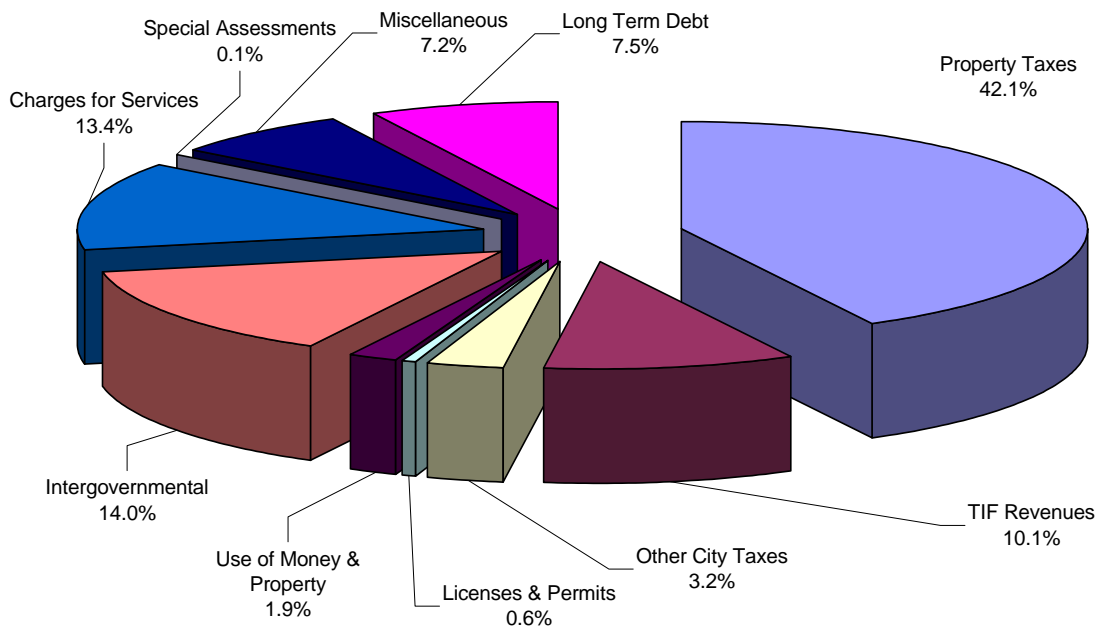 Special Assessments
0.1%
Miscellaneous
7.2%
Long Term Debt
7.5%
Property Taxes
42.1%
Charges for Services
13.4%
Intergovernmental
14.0%
Use of Money &
Property
1.9%
Licenses & Permits
0.6%
Other City Taxes
3.2%
TIF Revenues
10.1%